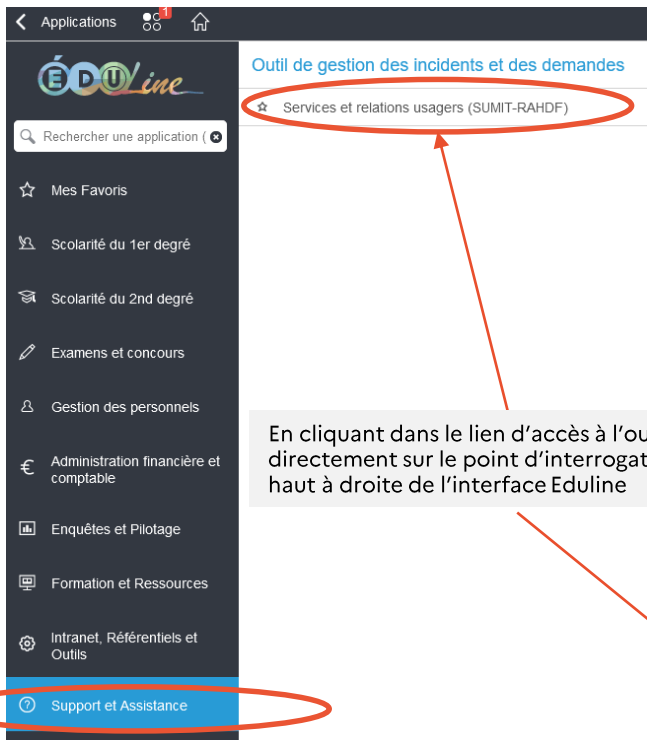 Applications
1
ÉDUline
Outil de gestion des incidents et des demandes
Services et relations usagers (SUMIT-RAHDF)
Rechercher une application (
Mes Favoris
Scolarité du 1er degré
Scolarité du 2nd degré
Examens et concours
Gestion des personnels
En cliquant dans le lien d'accès à l'ou
directement sur le point d'interrogat
haut à droite de l'interface Eduline
Administration financière et
comptable
Enquêtes et Pilotage
Formation et Ressources
Intranet, Référentiels et
Outils
Support et Assistance